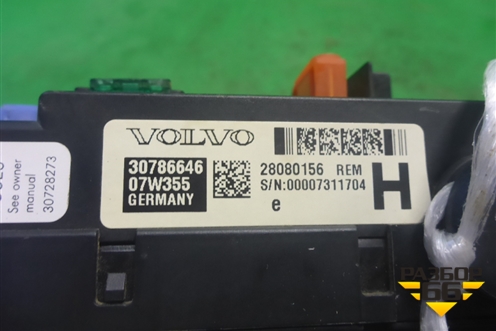 VOLVO
30786646
07W355
GERMANY
28080156 REM
S/N:00007311704
e
H
See owner
manual
30728273
РАЗБОР
66